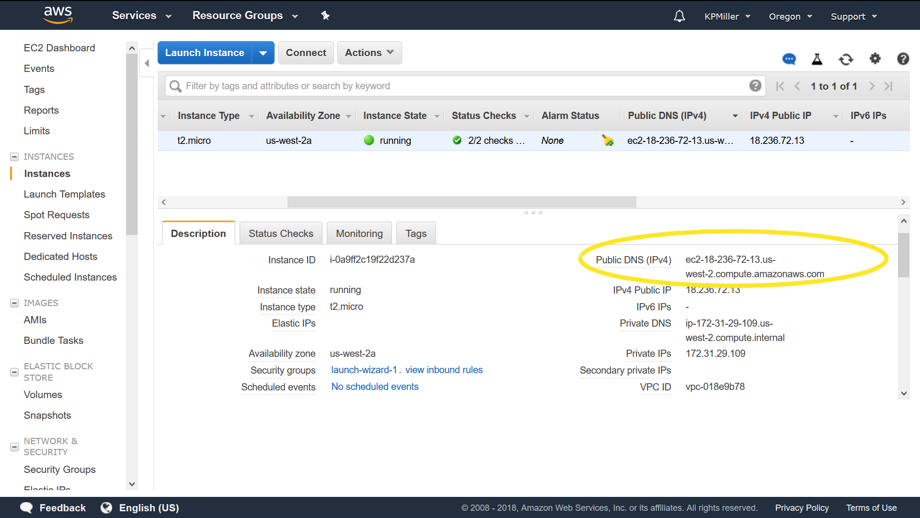 aws
Services
Resource Groups
KPMiller
Oregon
Support
EC2 Dashboard
Events
Tags
Reports
Limits
INSTANCES
Instances
Launch Templates
Spot Requests
Reserved Instances
Dedicated Hosts
Scheduled Instances
IMAGES
AMIs
Bundle Tasks
ELASTIC BLOCK
STORE
Volumes
Snapshots
NETWORK &
SECURITY
Security Groups
Elastic IPs
Launch Instance
Connect
Actions
Filter by tags and attributes or search by keyword
1 to 1 of 1
Instance Type Availability Zone Instance State Status Checks Alarm Status Public DNS (IPv4) IPv4 Public IP IPv6 IPs
t2.micro us-west-2a running 2/2 checks ... None ec2-18-236-72-13.us-w... 18.236.72.13 -
Description Status Checks Monitoring Tags
Instance ID i-0a9ff2c19f22d237a
Instance state running
Instance type t2.micro
Elastic IPs
Availability zone us-west-2a
Security groups launch-wizard-1 . view inbound rules
Scheduled events No scheduled events
Public DNS (IPv4) ec2-18-236-72-13.us-
west-2.compute.amazonaws.com
IPv4 Public IP 18.236.72.13
IPv6 IPs -
Private DNS ip-172-31-29-109.us-
west-2.compute.internal
Private IPs 172.31.29.109
Secondary private IPs
VPC ID vpc-018e9b78
Feedback English (US) © 2008 - 2018, Amazon Web Services, Inc. or its affiliates. All rights reserved. Privacy Policy Terms of Use